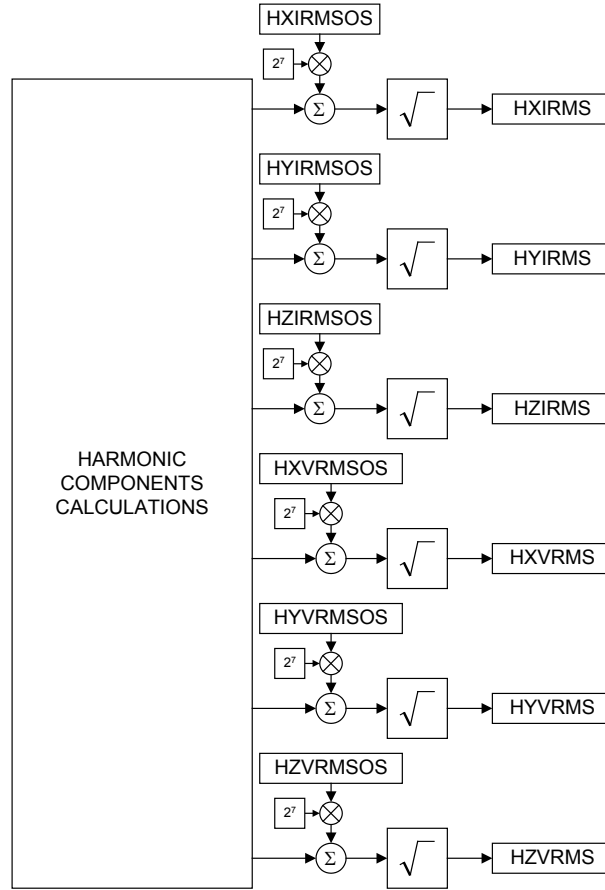 HXIRMSOS
2⁷
Σ
HXIRMS
HYIRMSOS
2⁷
Σ
HYIRMS
HZIRMSOS
2⁷
Σ
HZIRMS
HARMONIC
COMPONENTS
CALCULATIONS
HXVRMSOS
2⁷
Σ
HXVRMS
HYVRMSOS
2⁷
Σ
HYVRMS
HZVRMSOS
2⁷
Σ
HZVRMS